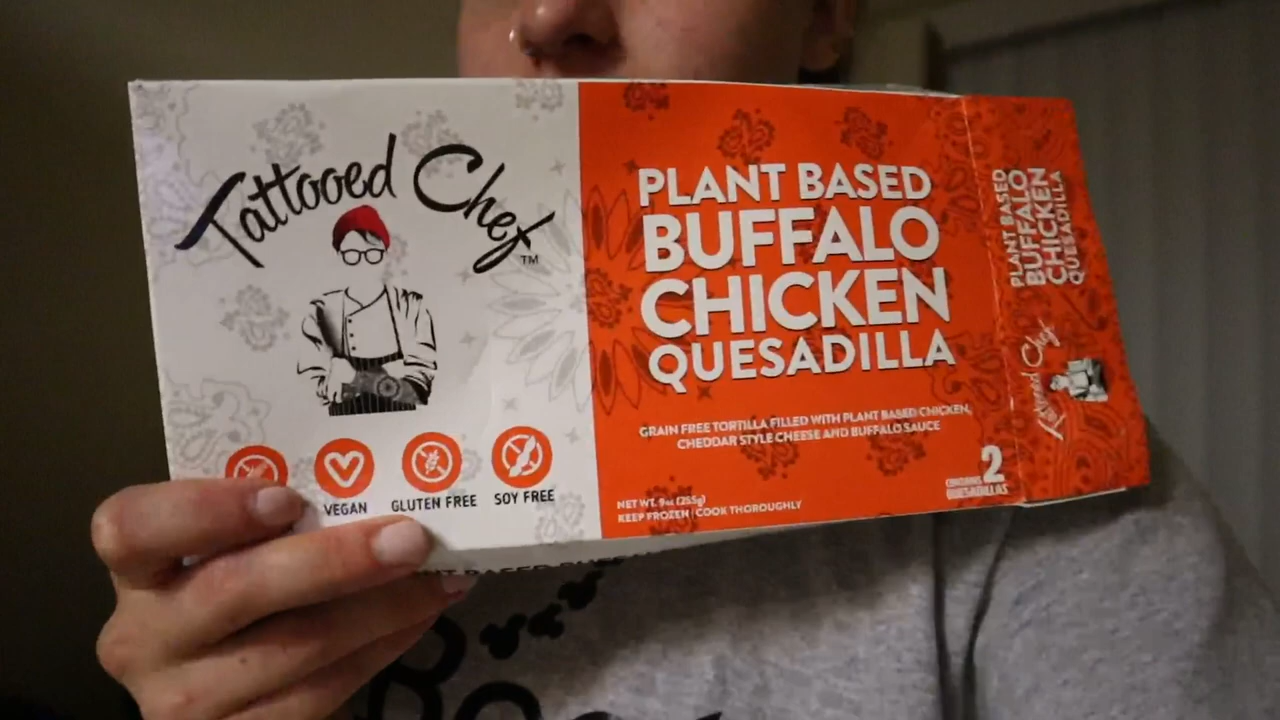 Tattooed Chef
TM
VEGAN
GLUTEN FREE
SOY FREE
PLANT BASED
BUFFALO
CHICKEN
QUESADILLA
GRAIN FREE TORTILLA FILLED WITH PLANT BASED CHICKEN,
CHEDDAR STYLE CHEESE AND BUFFALO SAUCE
NET WT. 9oz (255g)
KEEP FROZEN | COOK THOROUGHLY
CONTAINS 2
QUESADILLAS
PLANT BASED
BUFFALO
CHICKEN
QUESADILLA
Tattooed Chef